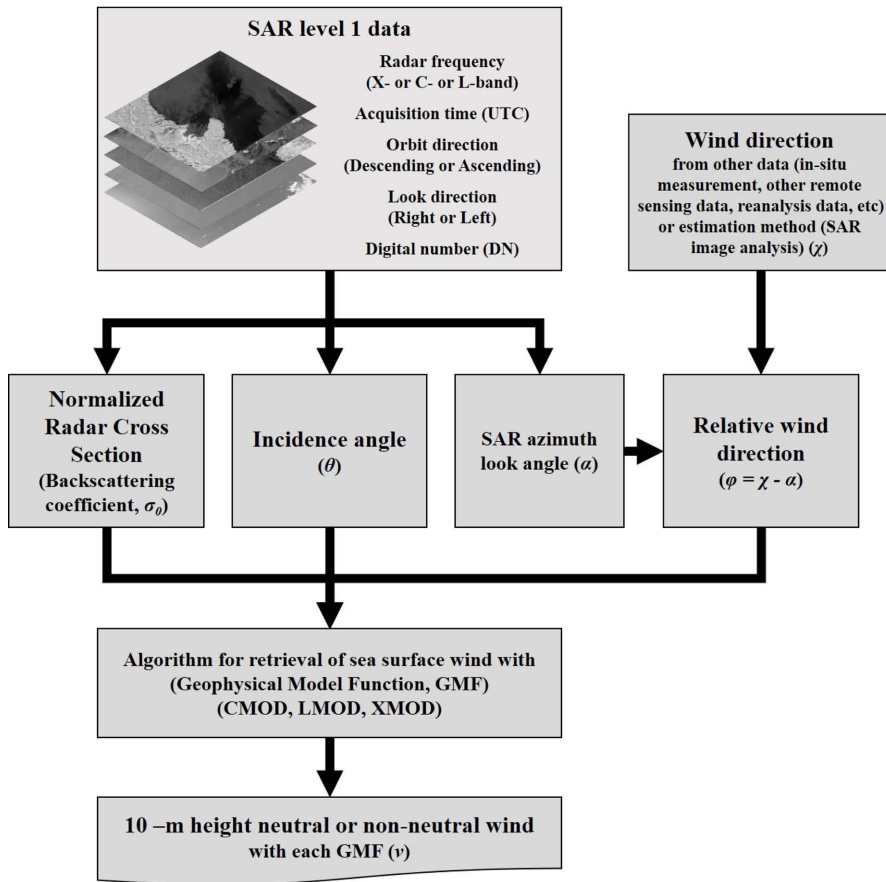 SAR level 1 data
Radar frequency
(X- or C- or L-band)
Acquisition time (UTC)
Orbit direction
(Descending or Ascending)
Look direction
(Right or Left)
Digital number (DN)
Wind direction
from other data (in-situ
measurement, other remote
sensing data, reanalysis data, etc)
or estimation method (SAR
image analysis) (χ)
Normalized
Radar Cross
Section
(Backscattering
coefficient, σ₀)
Incidence angle
(θ)
SAR azimuth
look angle (α)
Relative wind
direction
(φ = χ - α)
Algorithm for retrieval of sea surface wind with
(Geophysical Model Function, GMF)
(CMOD, LMOD, XMOD)
10 –m height neutral or non-neutral wind
with each GMF (v)